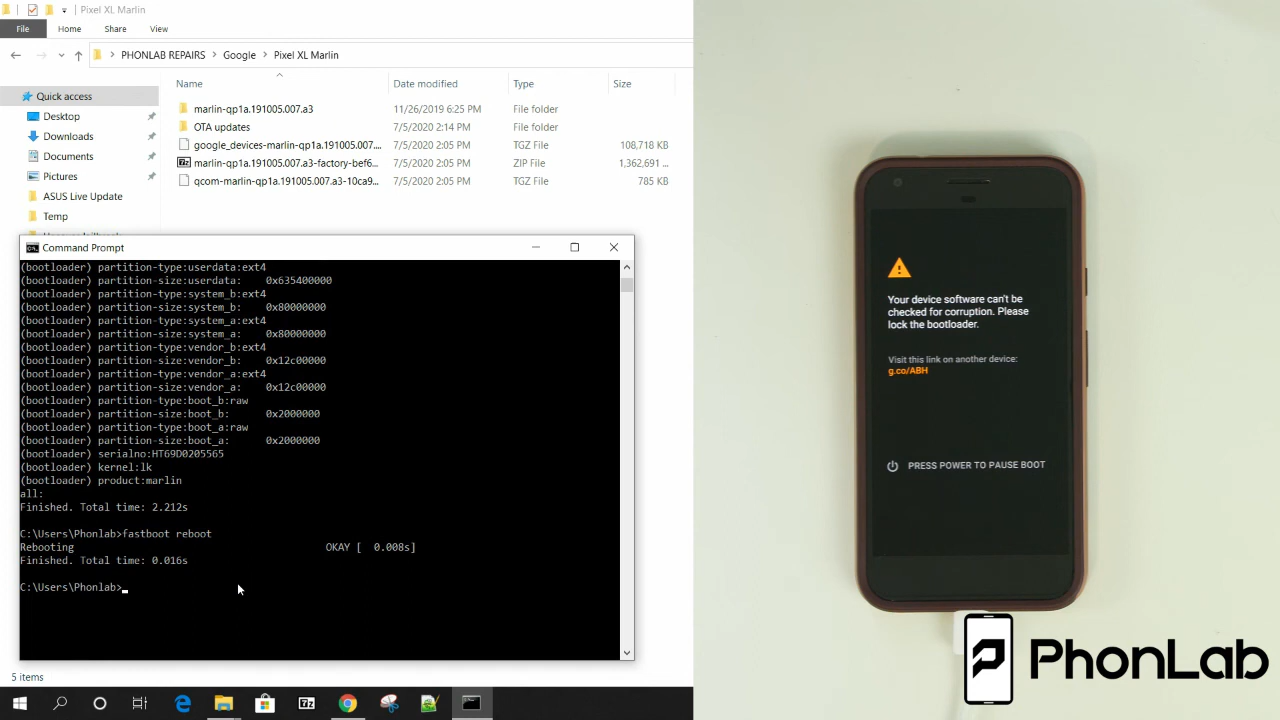 Pixel XL Marlin
File
Home
Share
View
PHONLAB REPAIRS
Google
Pixel XL Marlin
Name
Date modified
Type
Size
Quick access
Desktop
Downloads
Documents
Pictures
ASUS Live Update
Temp
marlin-qp1a.191005.007.a3 11/26/2019 6:25 PM File folder
OTA updates 7/5/2020 2:14 PM File folder
google_devices-marlin-qp1a.191005.007.... 7/5/2020 2:05 PM TGZ File 108,718 KB
marlin-qp1a.191005.007.a3-factory-bef6... 7/5/2020 2:05 PM ZIP File 1,362,691 ...
qcom-marlin-qp1a.191005.007.a3-10ca9... 7/5/2020 2:05 PM TGZ File 785 KB
Command Prompt
(bootloader) partition-type:userdata:ext4
(bootloader) partition-size:userdata: 0x635400000
(bootloader) partition-type:system_b:ext4
(bootloader) partition-size:system_b: 0x80000000
(bootloader) partition-type:system_a:ext4
(bootloader) partition-size:system_a: 0x80000000
(bootloader) partition-type:vendor_b:ext4
(bootloader) partition-size:vendor_b: 0x12c00000
(bootloader) partition-type:vendor_a:ext4
(bootloader) partition-size:vendor_a: 0x12c00000
(bootloader) partition-type:boot_b:raw
(bootloader) partition-size:boot_b: 0x2000000
(bootloader) partition-type:boot_a:raw
(bootloader) partition-size:boot_a: 0x2000000
(bootloader) serialno:HT69D0205565
(bootloader) kernel:lk
(bootloader) product:marlin
all:
Finished. Total time: 2.212s
C:\Users\Phonlab>fastboot reboot
Rebooting OKAY [ 0.008s]
Finished. Total time: 0.016s
C:\Users\Phonlab>
5 items
7z
Your device software can't be
checked for corruption. Please
lock the bootloader.
Visit this link on another device:
g.co/ABH
PRESS POWER TO PAUSE BOOT
PhonLab